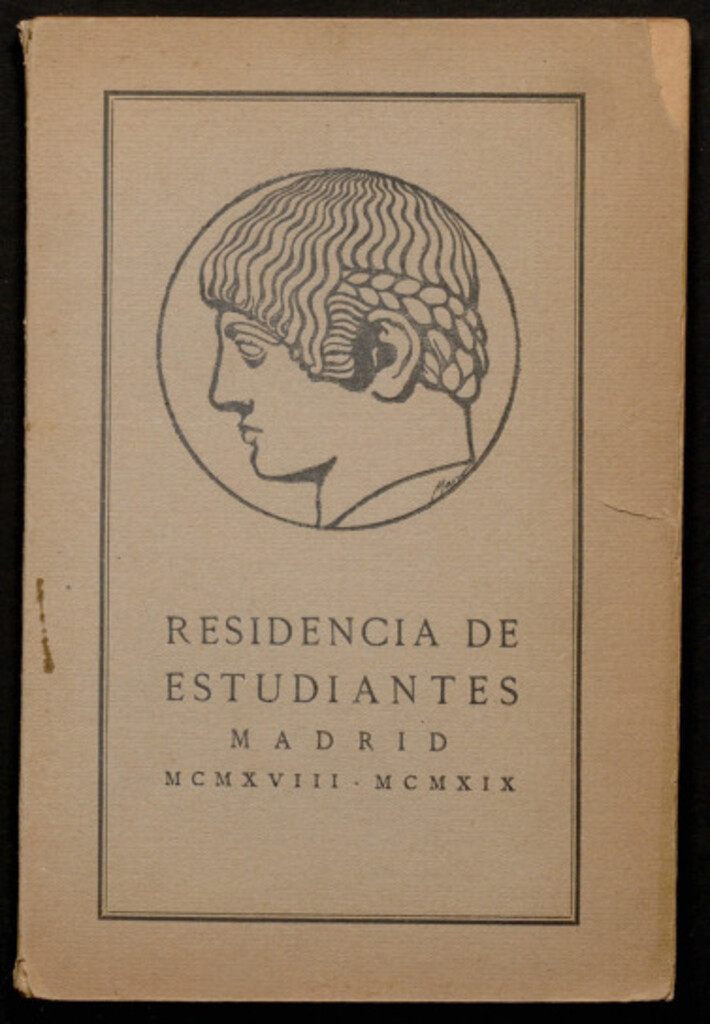 RESIDENCIA DE
ESTUDIANTES
MADRID
MCMXVIII - MCMXIX